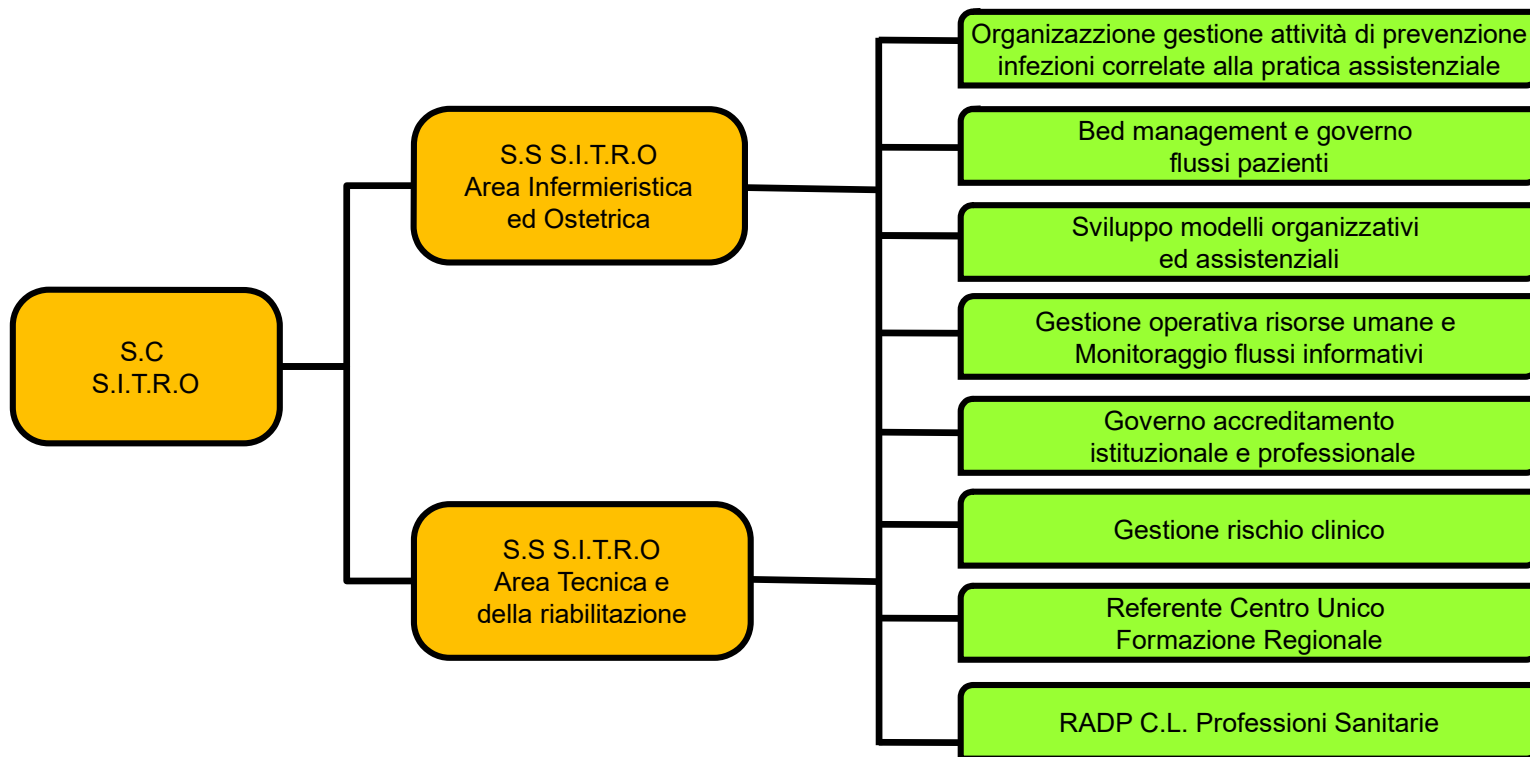 S.C
S.I.T.R.O
S.S S.I.T.R.O
Area Infermieristica
ed Ostetrica
S.S S.I.T.R.O
Area Tecnica e
della riabilitazione
Organizazzione gestione attività di prevenzione
infezioni correlate alla pratica assistenziale
Bed management e governo
flussi pazienti
Sviluppo modelli organizzativi
ed assistenziali
Gestione operativa risorse umane e
Monitoraggio flussi informativi
Governo accreditamento
istituzionale e professionale
Gestione rischio clinico
Referente Centro Unico
Formazione Regionale
RADP C.L. Professioni Sanitarie